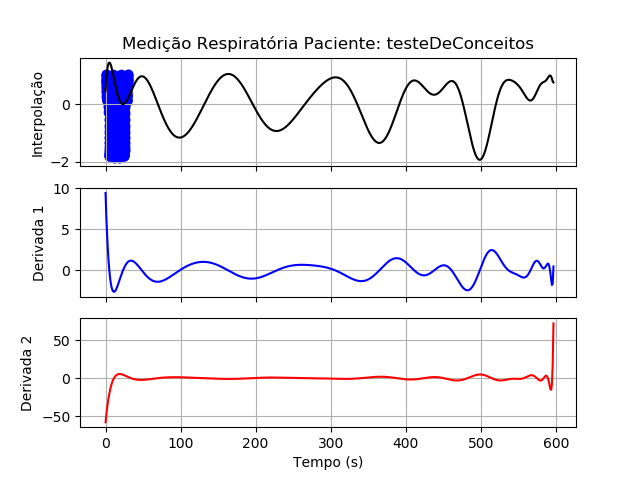 Medição Respiratória Paciente: testeDeConceitos
Interpolação
0
−2
Derivada 1
10
5
0
Derivada 2
50
0
−50
0 100 200 300 400 500 600
Tempo (s)